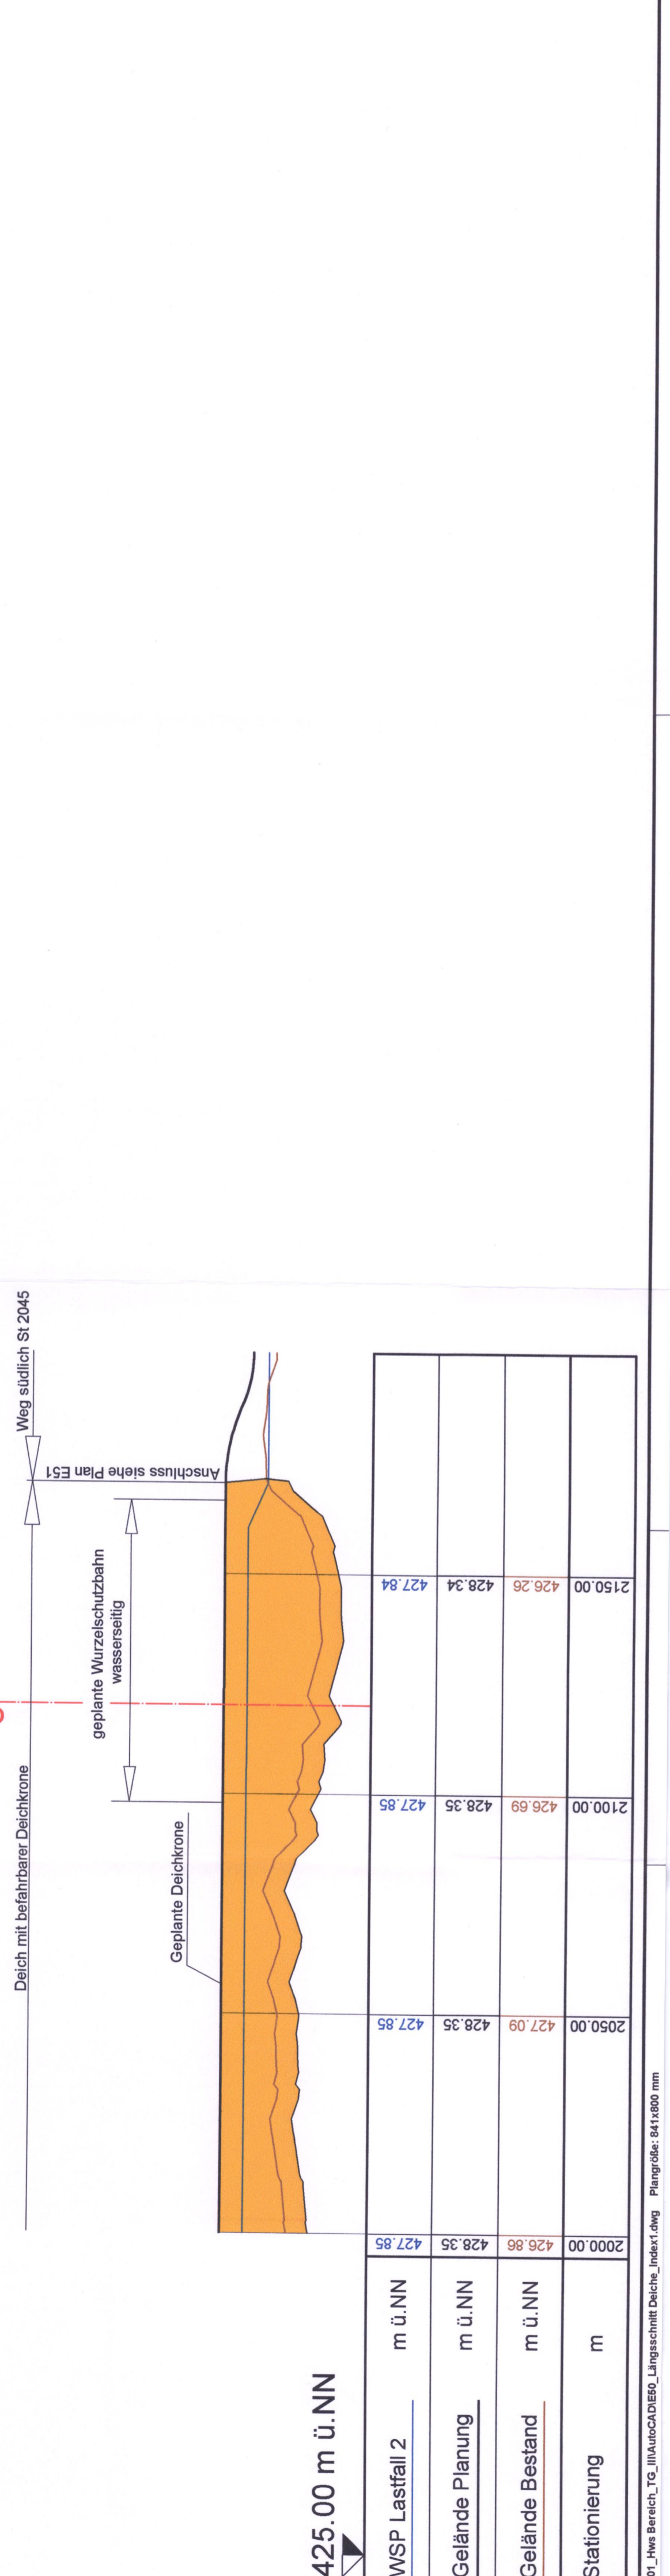 Weg südlich St 2045
Deich mit befahrbarer Deichkrone
Anschluss siehe Plan E51
geplante Wurzelschutzbahn
wasserseitig
Geplante Deichkrone
425.00 m ü.NN
WSP Lastfall 2 m ü.NN 427.85 427.85 427.85 427.84
Gelände Planung m ü.NN 428.35 428.35 428.35 428.34
Gelände Bestand m ü.NN 426.86 427.09 426.69 426.26
Stationierung m 2000.00 2050.00 2100.00 2150.00
01_Hws Bereich_TG_III\AutoCAD\E50_Längsschnitt Deiche_Index1.dwg Plangröße: 841x800 mm